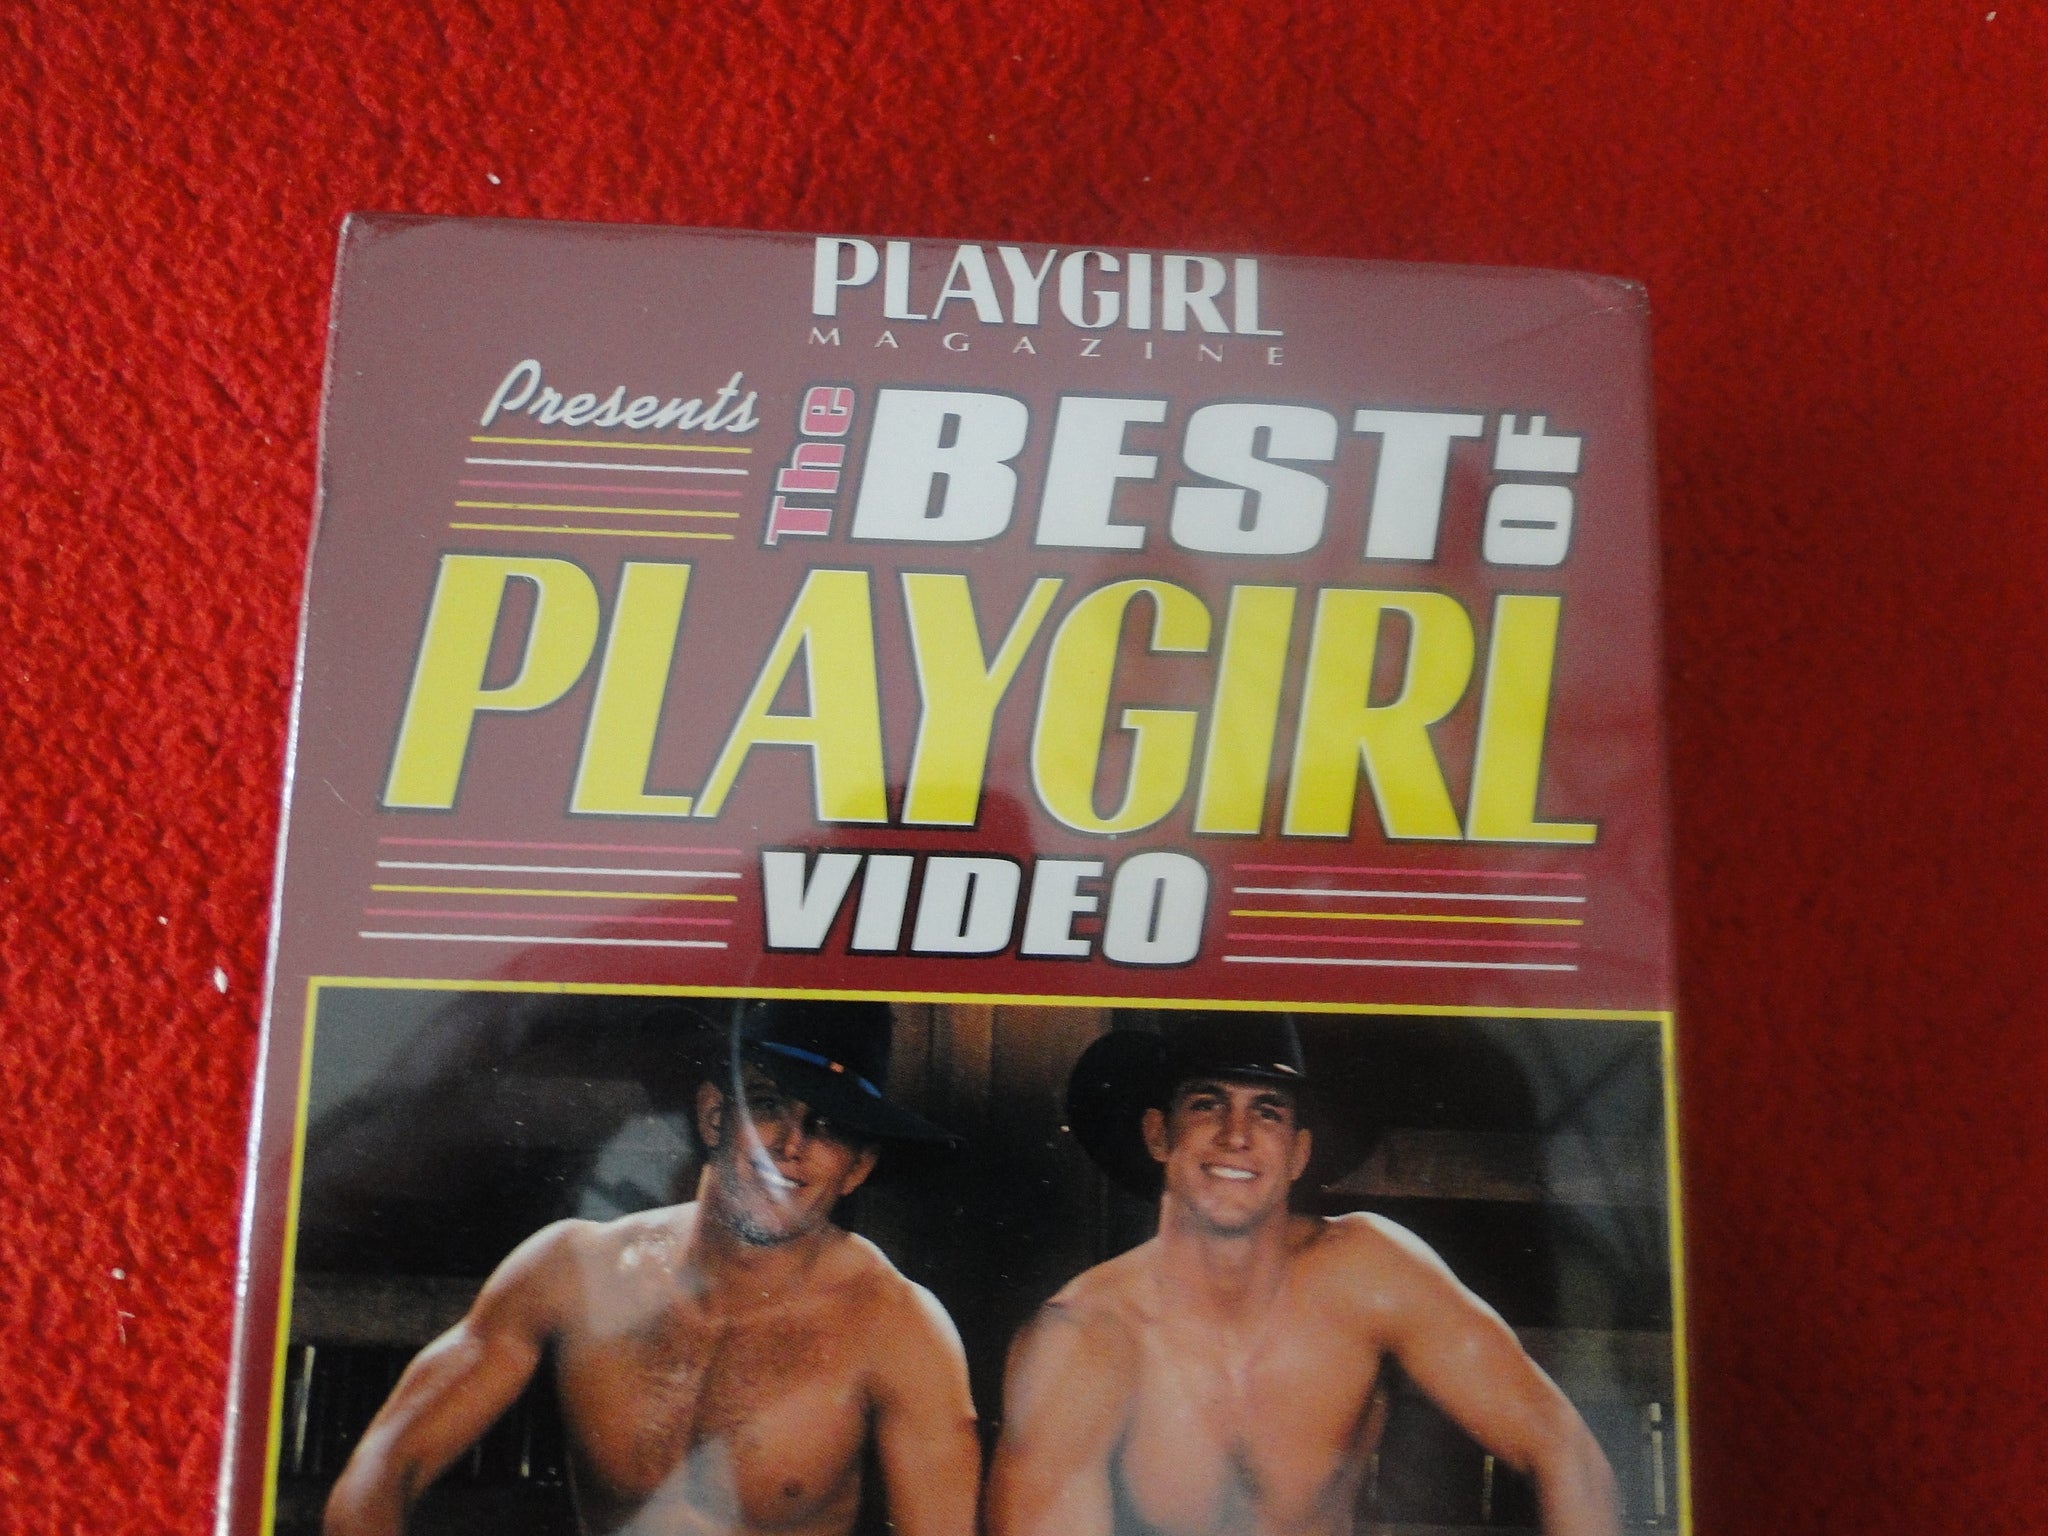 PLAYGIRL
MAGAZINE
Presents
The BEST OF
PLAYGIRL
VIDEO